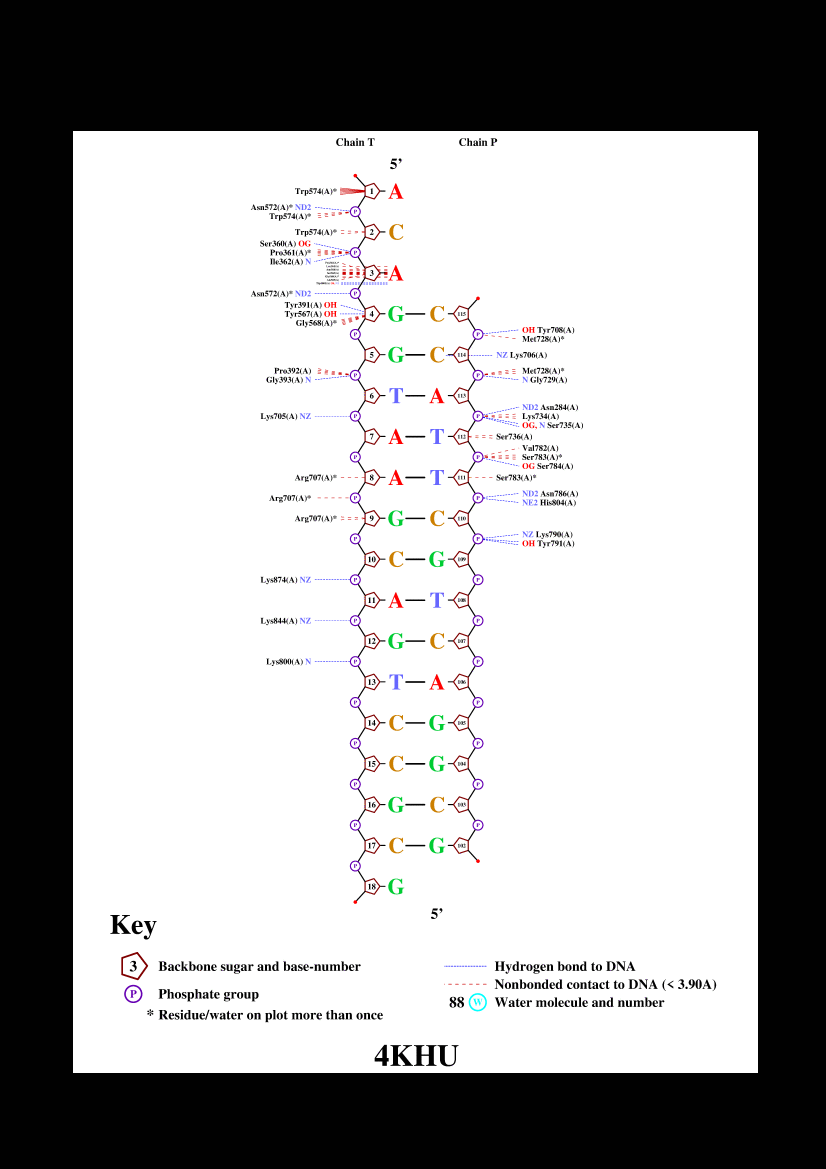 Chain T Chain P
5’
Trp574(A)* 1 A
Asn572(A)* ND2 P
Trp574(A)*
Trp574(A)* 2 C
Ser360(A) OG
Pro361(A)* P
Ile362(A) N
3 A
Asn572(A)* ND2 P
Tyr391(A) OH
Tyr567(A) OH 4 G C 115
Gly568(A)*
P P OH Tyr708(A)
Met728(A)*
5 G C 114 NZ Lys706(A)
Pro392(A) P P Met728(A)*
Gly393(A) N N Gly729(A)
6 T A 113
ND2 Asn284(A)
Lys705(A) NZ P P Lys734(A)
OG, N Ser735(A)
7 A T 112 Ser736(A)
Val782(A)
P P Ser783(A)*
OG Ser784(A)
Arg707(A)* 8 A T 111 Ser783(A)*
Arg707(A)* P P ND2 Asn786(A)
NE2 His804(A)
Arg707(A)* 9 G C 110
P P NZ Lys790(A)
OH Tyr791(A)
10 C G 109
Lys874(A) NZ P P
11 A T 108
Lys844(A) NZ P P
12 G C 107
Lys800(A) N P P
13 T A 106
P P
14 C G 105
P P
15 C G 104
P P
16 G C 103
P P
17 C G 102
P
18 G
5’
Key
3 Backbone sugar and base-number
P Phosphate group
* Residue/water on plot more than once
Hydrogen bond to DNA
Nonbonded contact to DNA (< 3.90A)
88 W Water molecule and number
4KHU